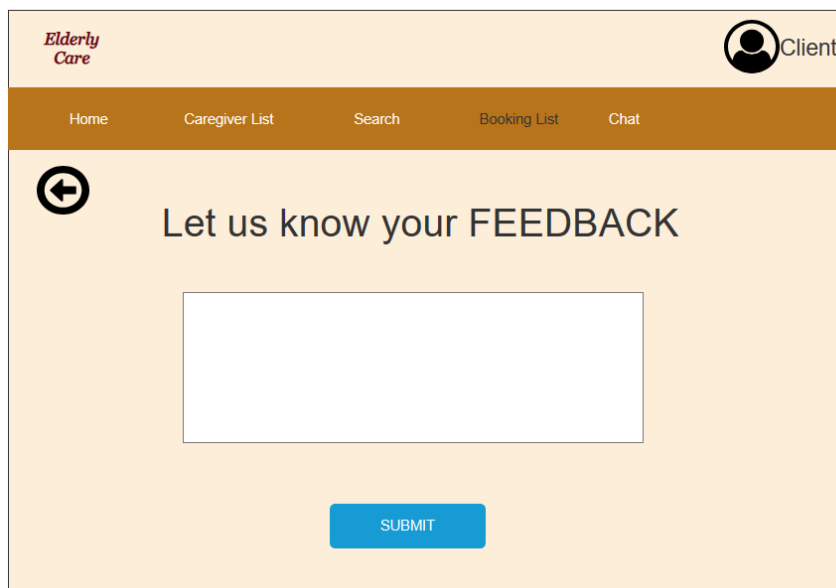 Elderly
Care
Client
Home Caregiver List Search Booking List Chat
Let us know your FEEDBACK
SUBMIT